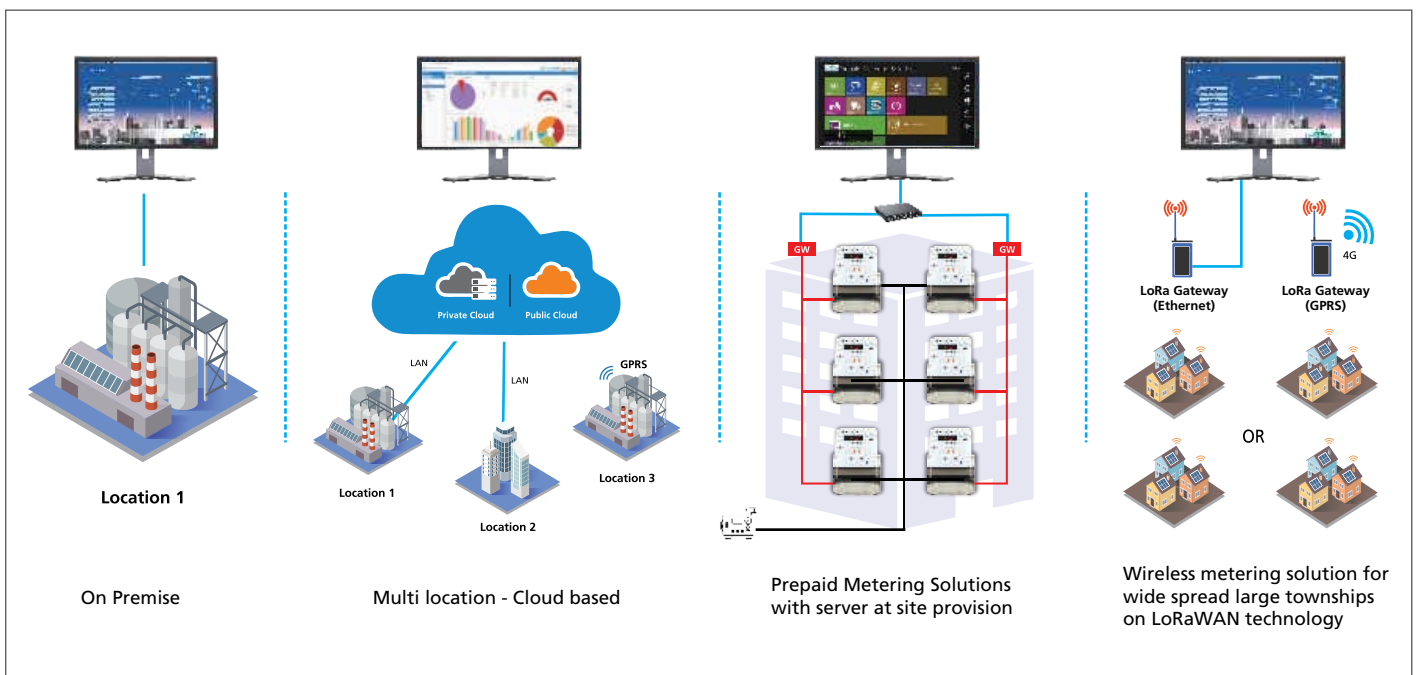 Private Cloud
Public Cloud
LAN
LAN
GPRS
Location 1
Location 1
Location 2
Location 3
On Premise
Multi location - Cloud based
GW
GW
Prepaid Metering Solutions
with server at site provision
4G
LoRa Gateway
(Ethernet)
LoRa Gateway
(GPRS)
OR
Wireless metering solution for
wide spread large townships
on LoRaWAN technology